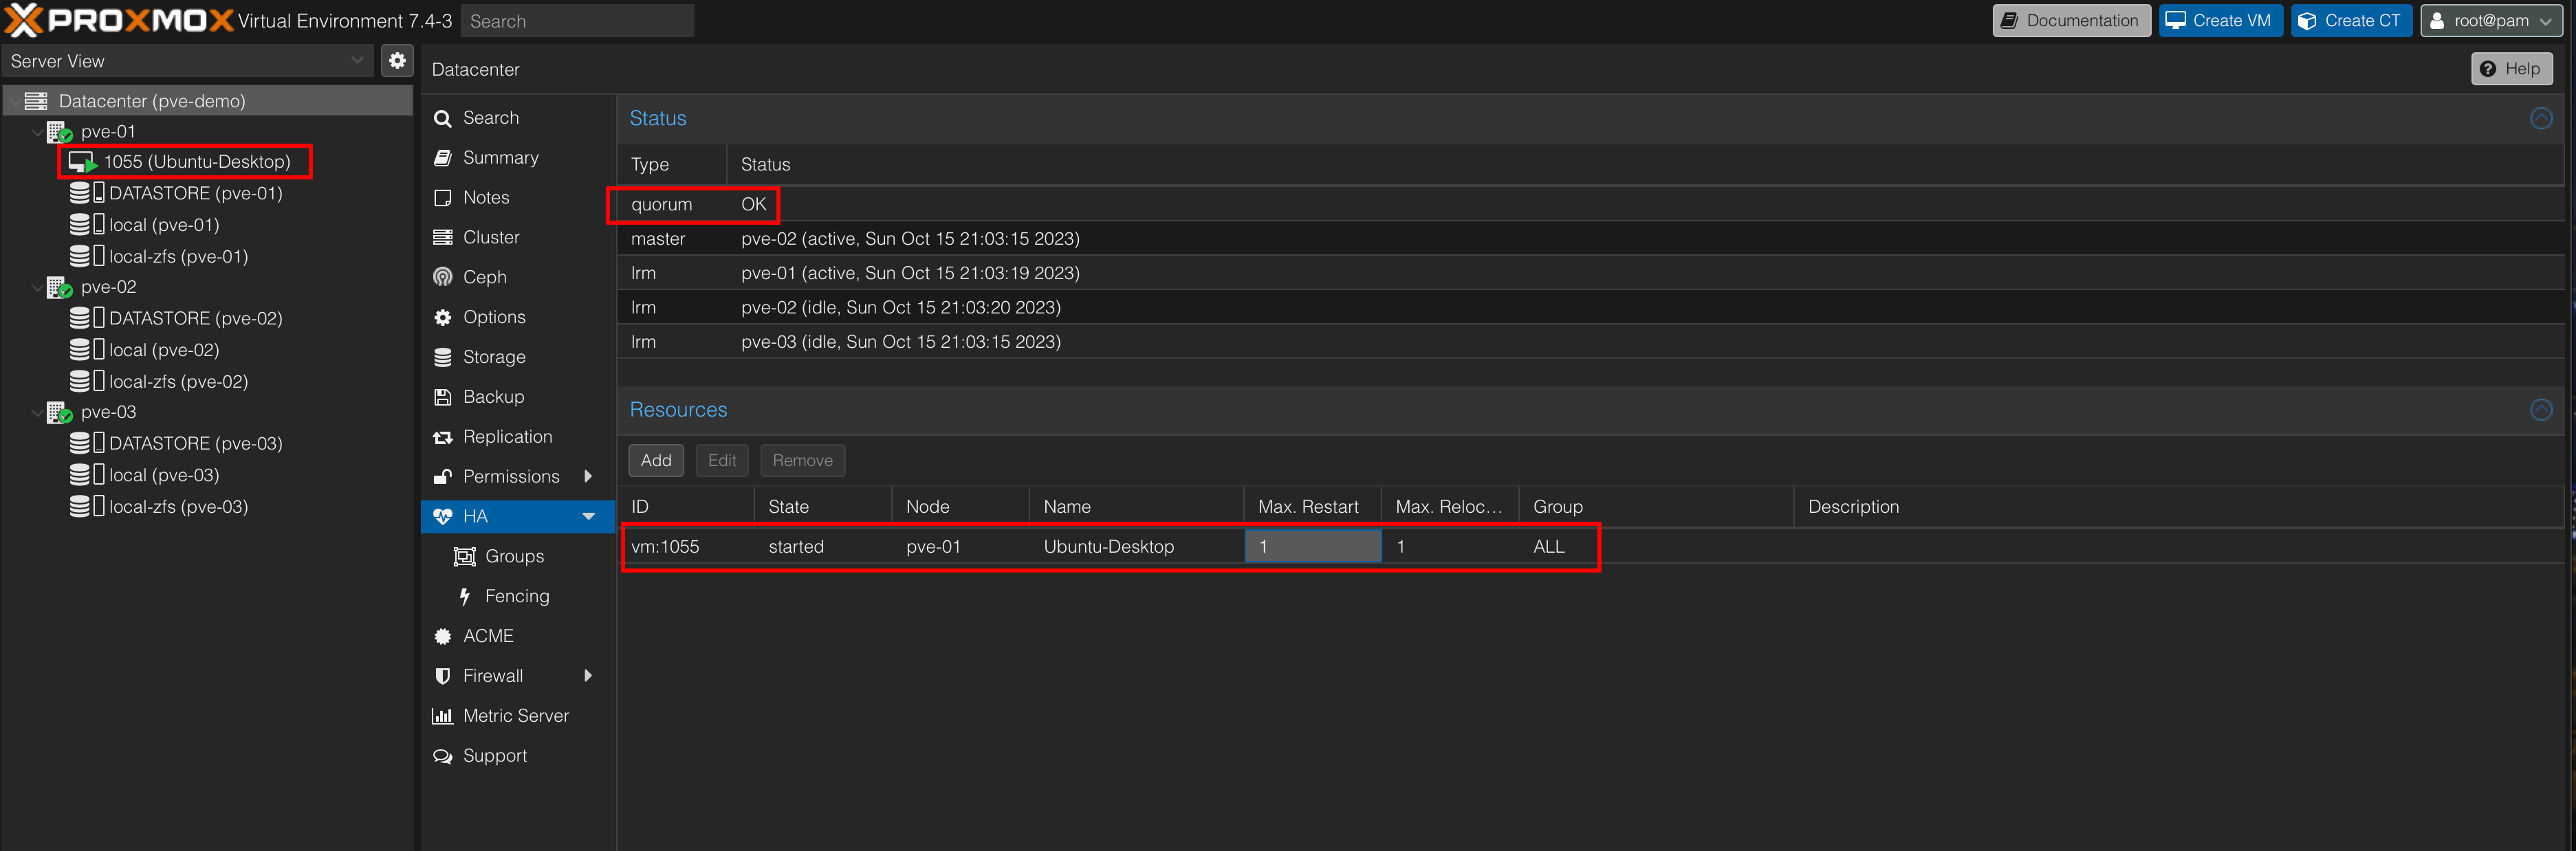 PROXMOX Virtual Environment 7.4-3 Search Documentation Create VM Create CT root@pam
Server View
Datacenter (pve-demo)
pve-01
1055 (Ubuntu-Desktop)
DATASTORE (pve-01)
local (pve-01)
local-zfs (pve-01)
pve-02
DATASTORE (pve-02)
local (pve-02)
local-zfs (pve-02)
pve-03
DATASTORE (pve-03)
local (pve-03)
local-zfs (pve-03)
Datacenter Help
Search
Summary
Notes
Cluster
Ceph
Options
Storage
Backup
Replication
Permissions
HA
Groups
Fencing
ACME
Firewall
Metric Server
Support
Status
Type Status
quorum OK
master pve-02 (active, Sun Oct 15 21:03:15 2023)
lrm pve-01 (active, Sun Oct 15 21:03:19 2023)
lrm pve-02 (idle, Sun Oct 15 21:03:20 2023)
lrm pve-03 (idle, Sun Oct 15 21:03:15 2023)
Resources
Add Edit Remove
ID State Node Name Max. Restart Max. Reloc... Group Description
vm:1055 started pve-01 Ubuntu-Desktop 1 1 ALL